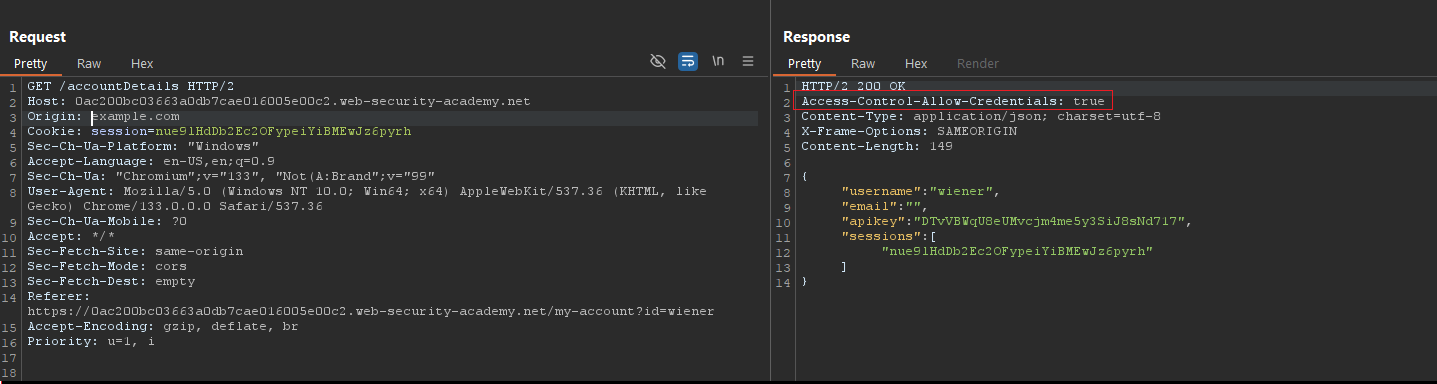 Request
Pretty Raw Hex \n
1 GET /accountDetails HTTP/2
2 Host: 0ac200bc03663a0db7cae016005e00c2.web-security-academy.net
3 Origin: example.com
4 Cookie: session=nue9lHdDb2Ec2OFypeiYiBMEwJz6pyrh
5 Sec-Ch-Ua-Platform: "Windows"
6 Accept-Language: en-US,en;q=0.9
7 Sec-Ch-Ua: "Chromium";v="133", "Not(A:Brand";v="99"
8 User-Agent: Mozilla/5.0 (Windows NT 10.0; Win64; x64) AppleWebKit/537.36 (KHTML, like
Gecko) Chrome/133.0.0.0 Safari/537.36
9 Sec-Ch-Ua-Mobile: ?0
10 Accept: */*
11 Sec-Fetch-Site: same-origin
12 Sec-Fetch-Mode: cors
13 Sec-Fetch-Dest: empty
14 Referer:
https://0ac200bc03663a0db7cae016005e00c2.web-security-academy.net/my-account?id=wiener
15 Accept-Encoding: gzip, deflate, br
16 Priority: u=1, i
17
18
Response
Pretty Raw Hex Render
1 HTTP/2 200 OK
2 Access-Control-Allow-Credentials: true
3 Content-Type: application/json; charset=utf-8
4 X-Frame-Options: SAMEORIGIN
5 Content-Length: 149
6
7 {
8 "username":"wiener",
9 "email":"",
10 "apikey":"DTvVBWqU8eUMvcjm4me5y3SiJ8sNd717",
11 "sessions":[
12 "nue9lHdDb2Ec2OFypeiYiBMEwJz6pyrh"
13 ]
14 }